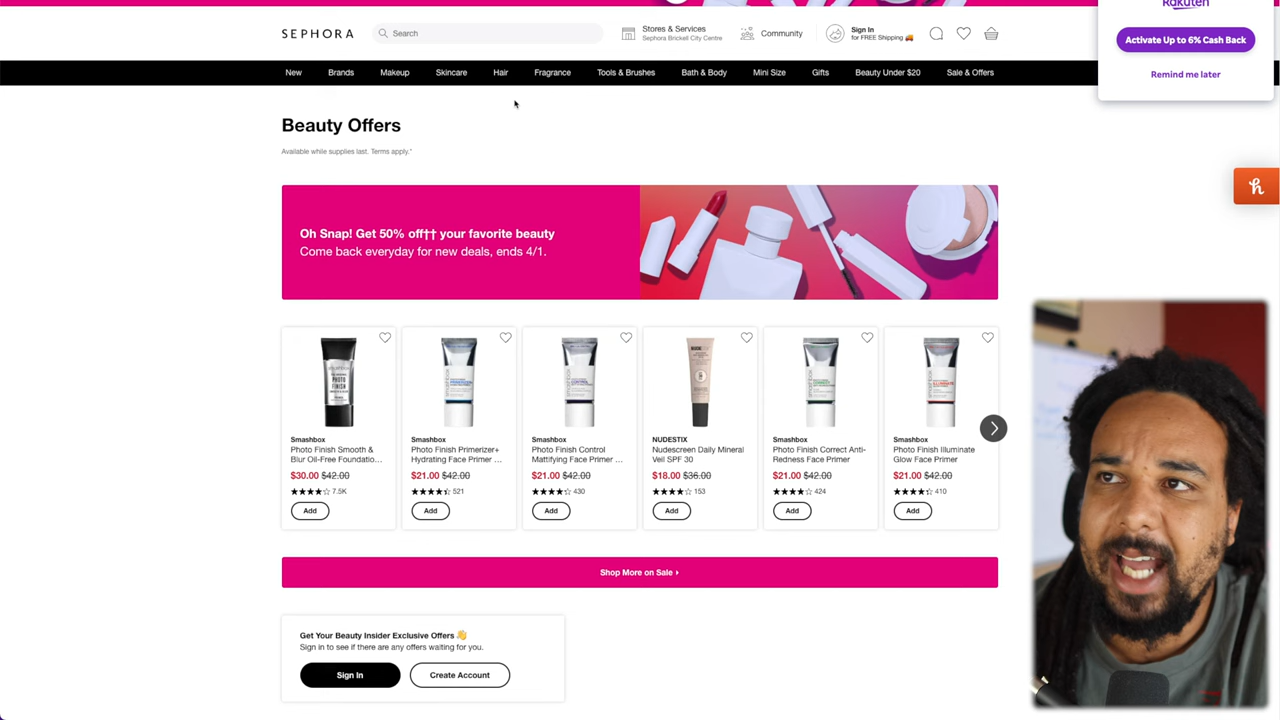 Rakuten
Activate Up to 6% Cash Back
Remind me later
SEPHORA
Search
Stores & Services
Sephora Brickell City Centre
Community
Sign In
for FREE Shipping 🚚
New
Brands
Makeup
Skincare
Hair
Fragrance
Tools & Brushes
Bath & Body
Mini Size
Gifts
Beauty Under $20
Sale & Offers
Beauty Offers
Available while supplies last. Terms apply.*
Oh Snap! Get 50% off†† your favorite beauty
Come back everyday for new deals, ends 4/1.
Smashbox
Photo Finish Smooth &
Blur Oil-Free Foundatio...
$30.00 $42.00
7.5K
Add
Smashbox
Photo Finish Primerizer+
Hydrating Face Primer ...
$21.00 $42.00
521
Add
Smashbox
Photo Finish Control
Mattifying Face Primer ...
$21.00 $42.00
430
Add
NUDESTIX
Nudescreen Daily Mineral
Veil SPF 30
$18.00 $36.00
153
Add
Smashbox
Photo Finish Correct Anti-
Redness Face Primer
$21.00 $42.00
424
Add
Smashbox
Photo Finish Illuminate
Glow Face Primer
$21.00 $42.00
410
Add
Shop More on Sale
Get Your Beauty Insider Exclusive Offers 👋
Sign in to see if there are any offers waiting for you.
Sign In
Create Account